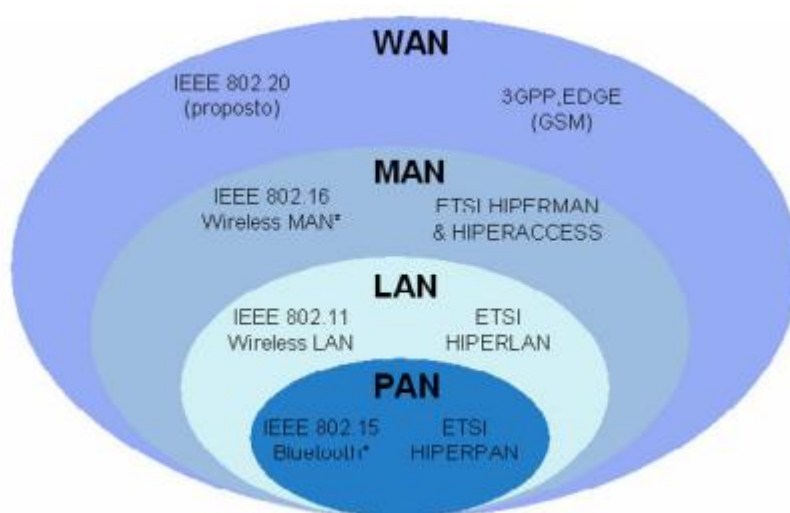 WAN
IEEE 802.20
(proposto)
3GPP,EDGE
(GSM)
MAN
IEEE 802.16
Wireless MAN*
ETSI HIPERMAN
& HIPERACCESS
LAN
IEEE 802.11
Wireless LAN
ETSI
HIPERLAN
PAN
IEEE 802.15
Bluetooth*
ETSI
HIPERPAN